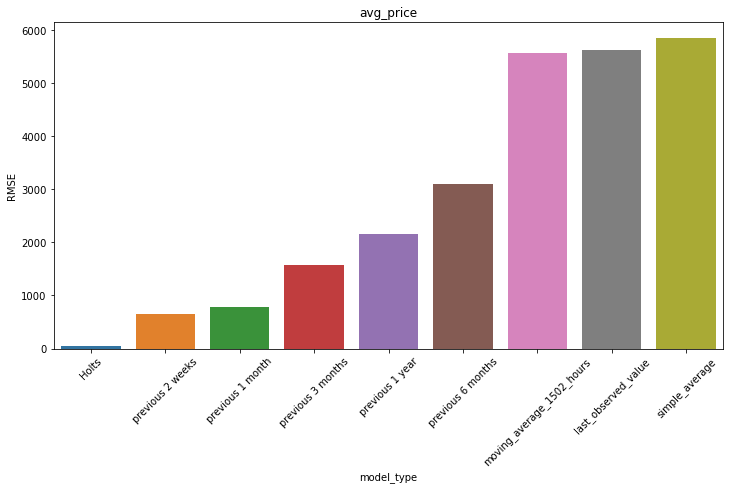 avg_price
RMSE
6000
5000
4000
3000
2000
1000
0
Holts
previous 2 weeks
previous 1 month
previous 3 months
previous 1 year
previous 6 months
moving_average_1502_hours
last_observed_value
simple_average
model_type